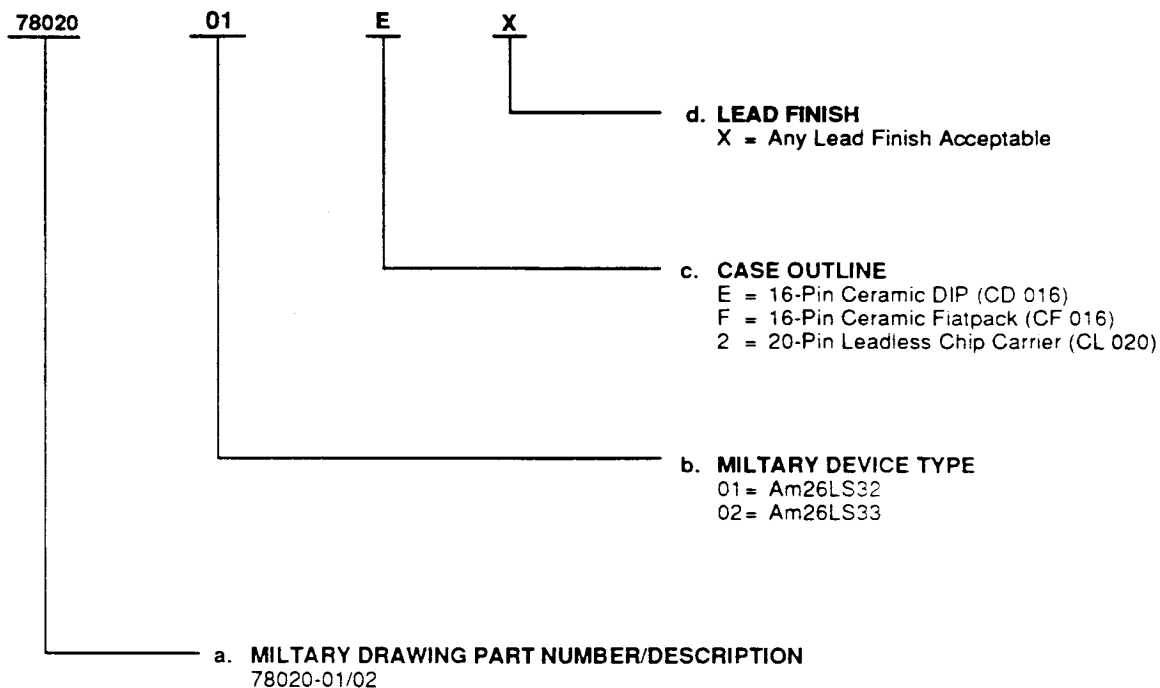 78020 01 E X
d. LEAD FINISH
X = Any Lead Finish Acceptable
c. CASE OUTLINE
E = 16-Pin Ceramic DIP (CD 016)
F = 16-Pin Ceramic Flatpack (CF 016)
2 = 20-Pin Leadless Chip Carrier (CL 020)
b. MILTARY DEVICE TYPE
01= Am26LS32
02= Am26LS33
a. MILTARY DRAWING PART NUMBER/DESCRIPTION
78020-01/02